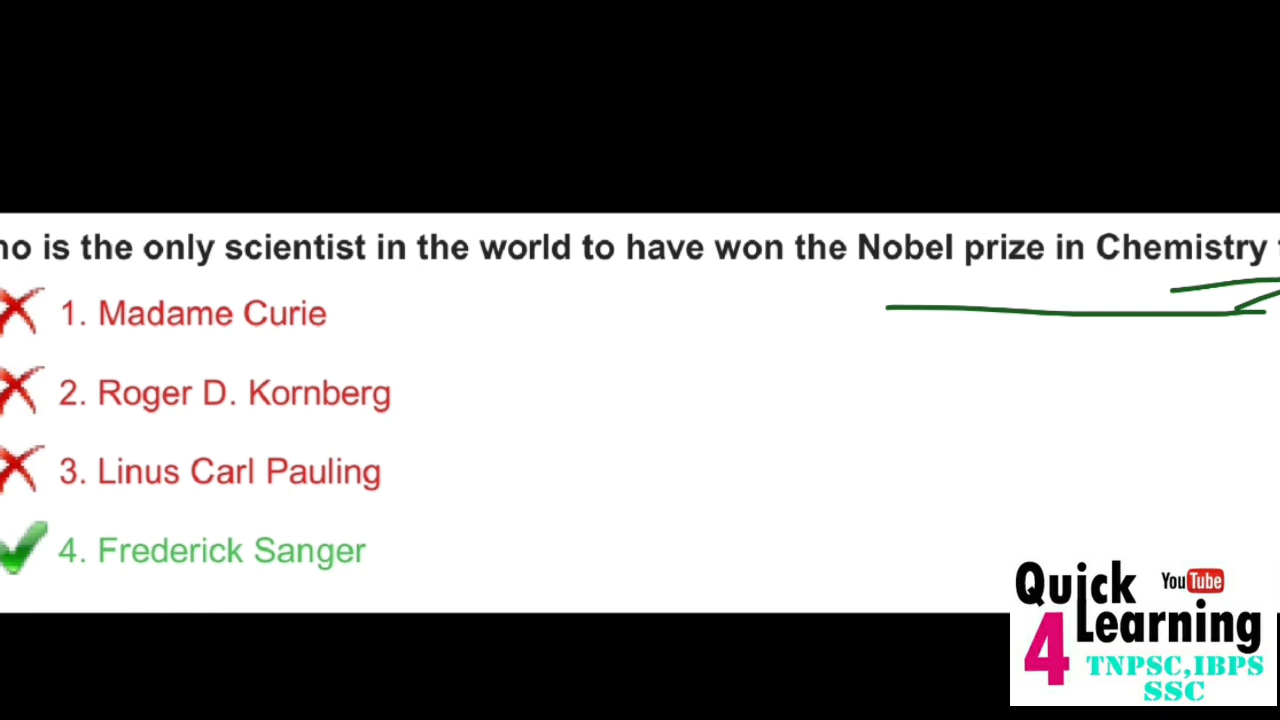 ho is the only scientist in the world to have won the Nobel prize in Chemistry
1. Madame Curie
2. Roger D. Kornberg
3. Linus Carl Pauling
4. Frederick Sanger
Quick YouTube
4 Learning
TNPSC,IBPS
SSC